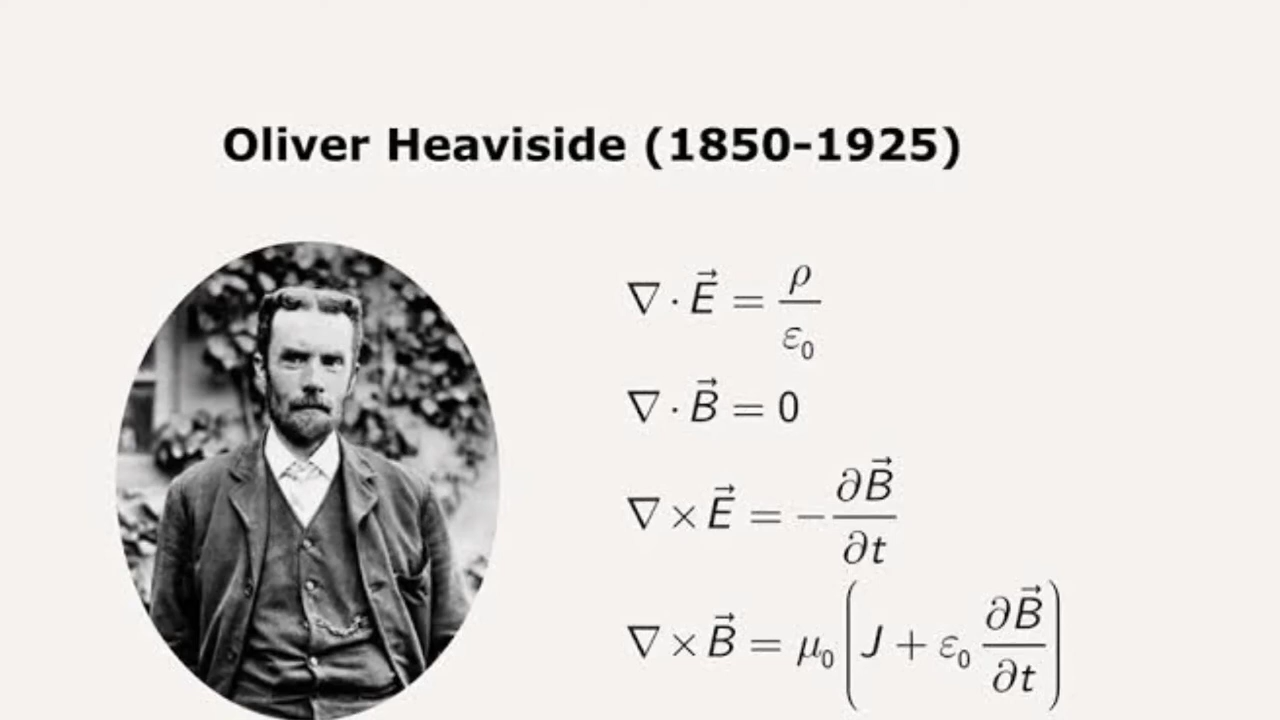 Oliver Heaviside (1850-1925)
∇ · E⃗ = ρ/ε₀
∇ · B⃗ = 0
∇ × E⃗ = −∂B⃗/∂t
∇ × B⃗ = μ₀(J + ε₀ ∂B⃗/∂t)